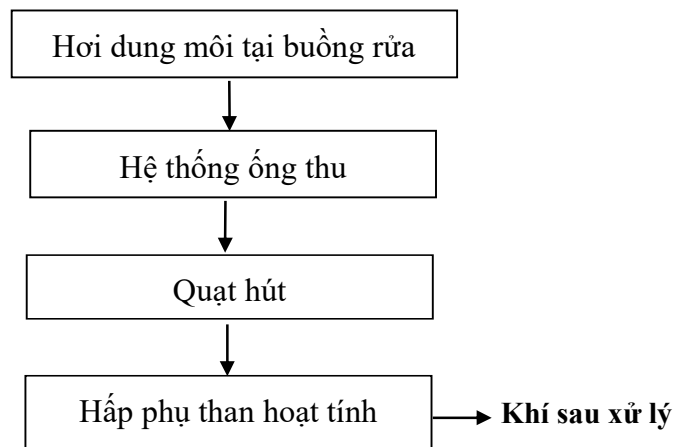 Hơi dung môi tại buồng rửa
Hệ thống ống thu
Quạt hút
Hấp phụ than hoạt tính
Khí sau xử lý